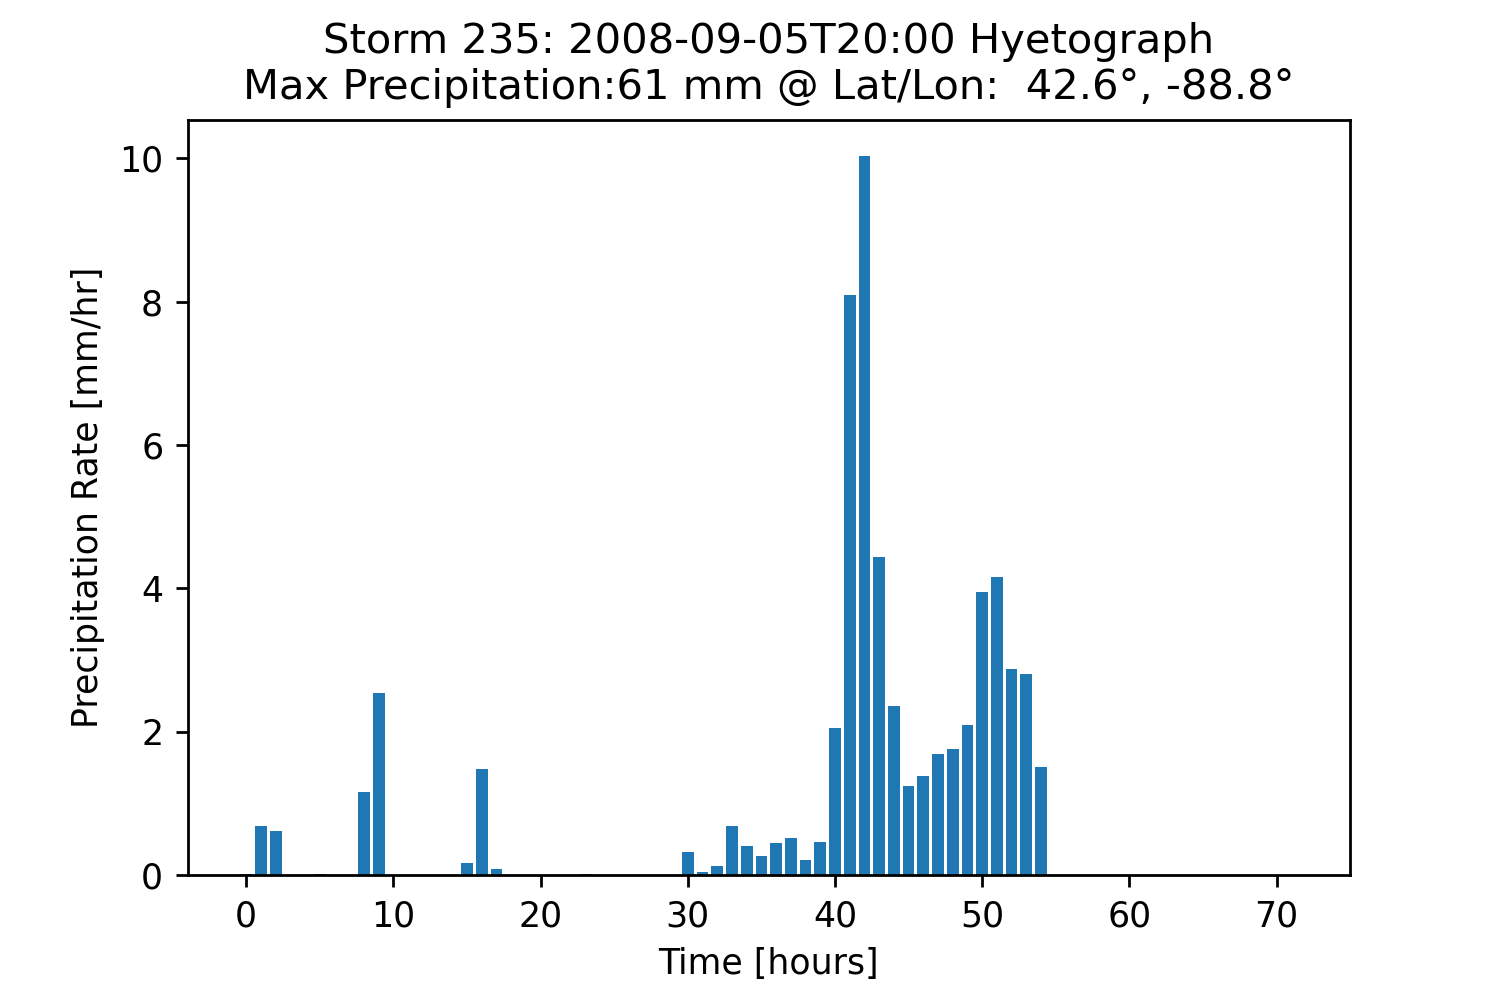 Storm 235: 2008-09-05T20:00 Hyetograph
Max Precipitation:61 mm @ Lat/Lon:  42.6°, -88.8°
Precipitation Rate [mm/hr]
10
8
6
4
2
0
0 10 20 30 40 50 60 70
Time [hours]